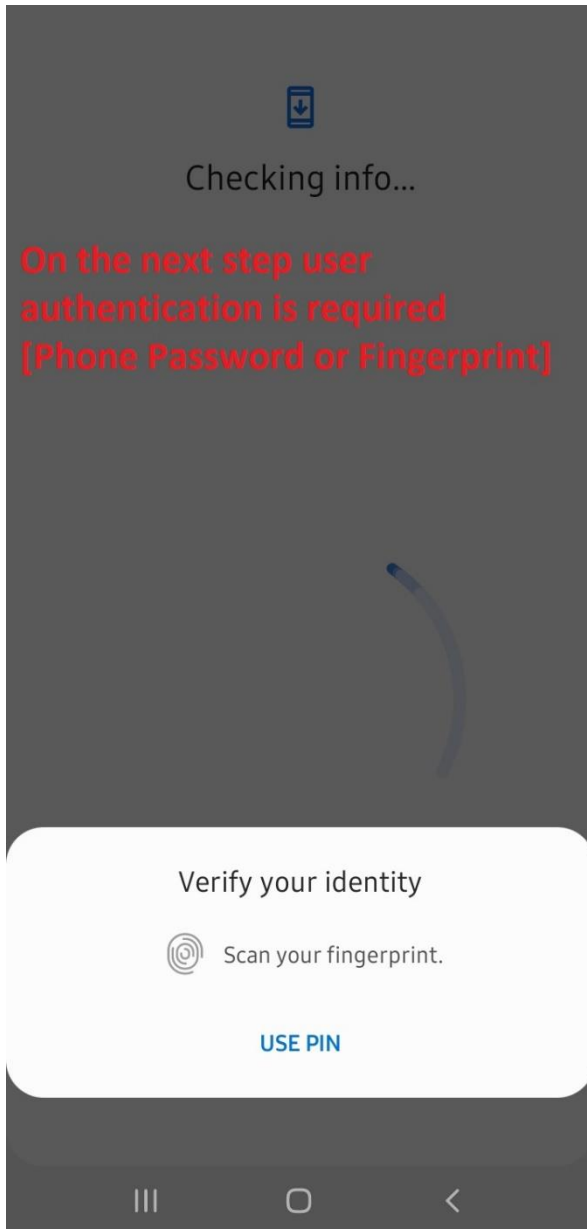 Checking info...
On the next step user
authentication is required
[Phone Password or Fingerprint]
Verify your identity
Scan your fingerprint.
USE PIN